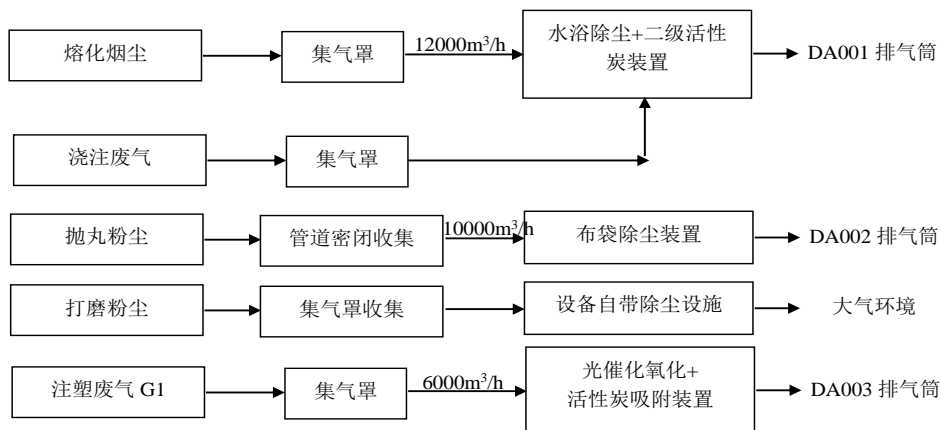 熔化烟尘
集气罩
12000m³/h
水浴除尘+二级活性
炭装置
DA001 排气筒
浇注废气
集气罩
抛丸粉尘
管道密闭收集
10000m³/h
布袋除尘装置
DA002 排气筒
打磨粉尘
集气罩收集
设备自带除尘设施
大气环境
注塑废气 G1
集气罩
6000m³/h
光催化氧化+
活性炭吸附装置
DA003 排气筒